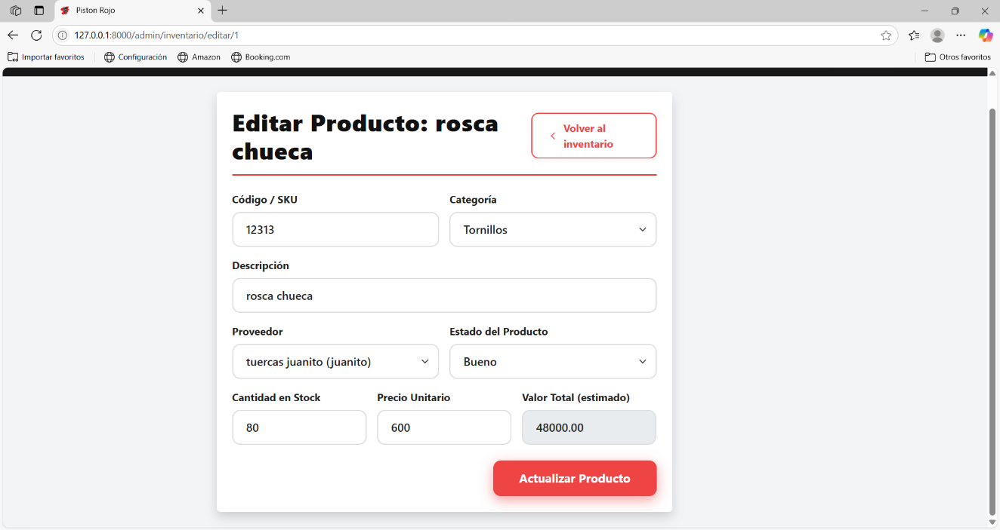 Piston Rojo
127.0.0.1:8000/admin/inventario/editar/1
Importar favoritos
Configuración
Amazon
Booking.com
Otros favoritos
Editar Producto: rosca
chueca
Volver al
inventario
Código / SKU
Categoría
12313
Tornillos
Descripción
rosca chueca
Proveedor
Estado del Producto
tuercas juanito (juanito)
Bueno
Cantidad en Stock
Precio Unitario
Valor Total (estimado)
80
600
48000.00
Actualizar Producto